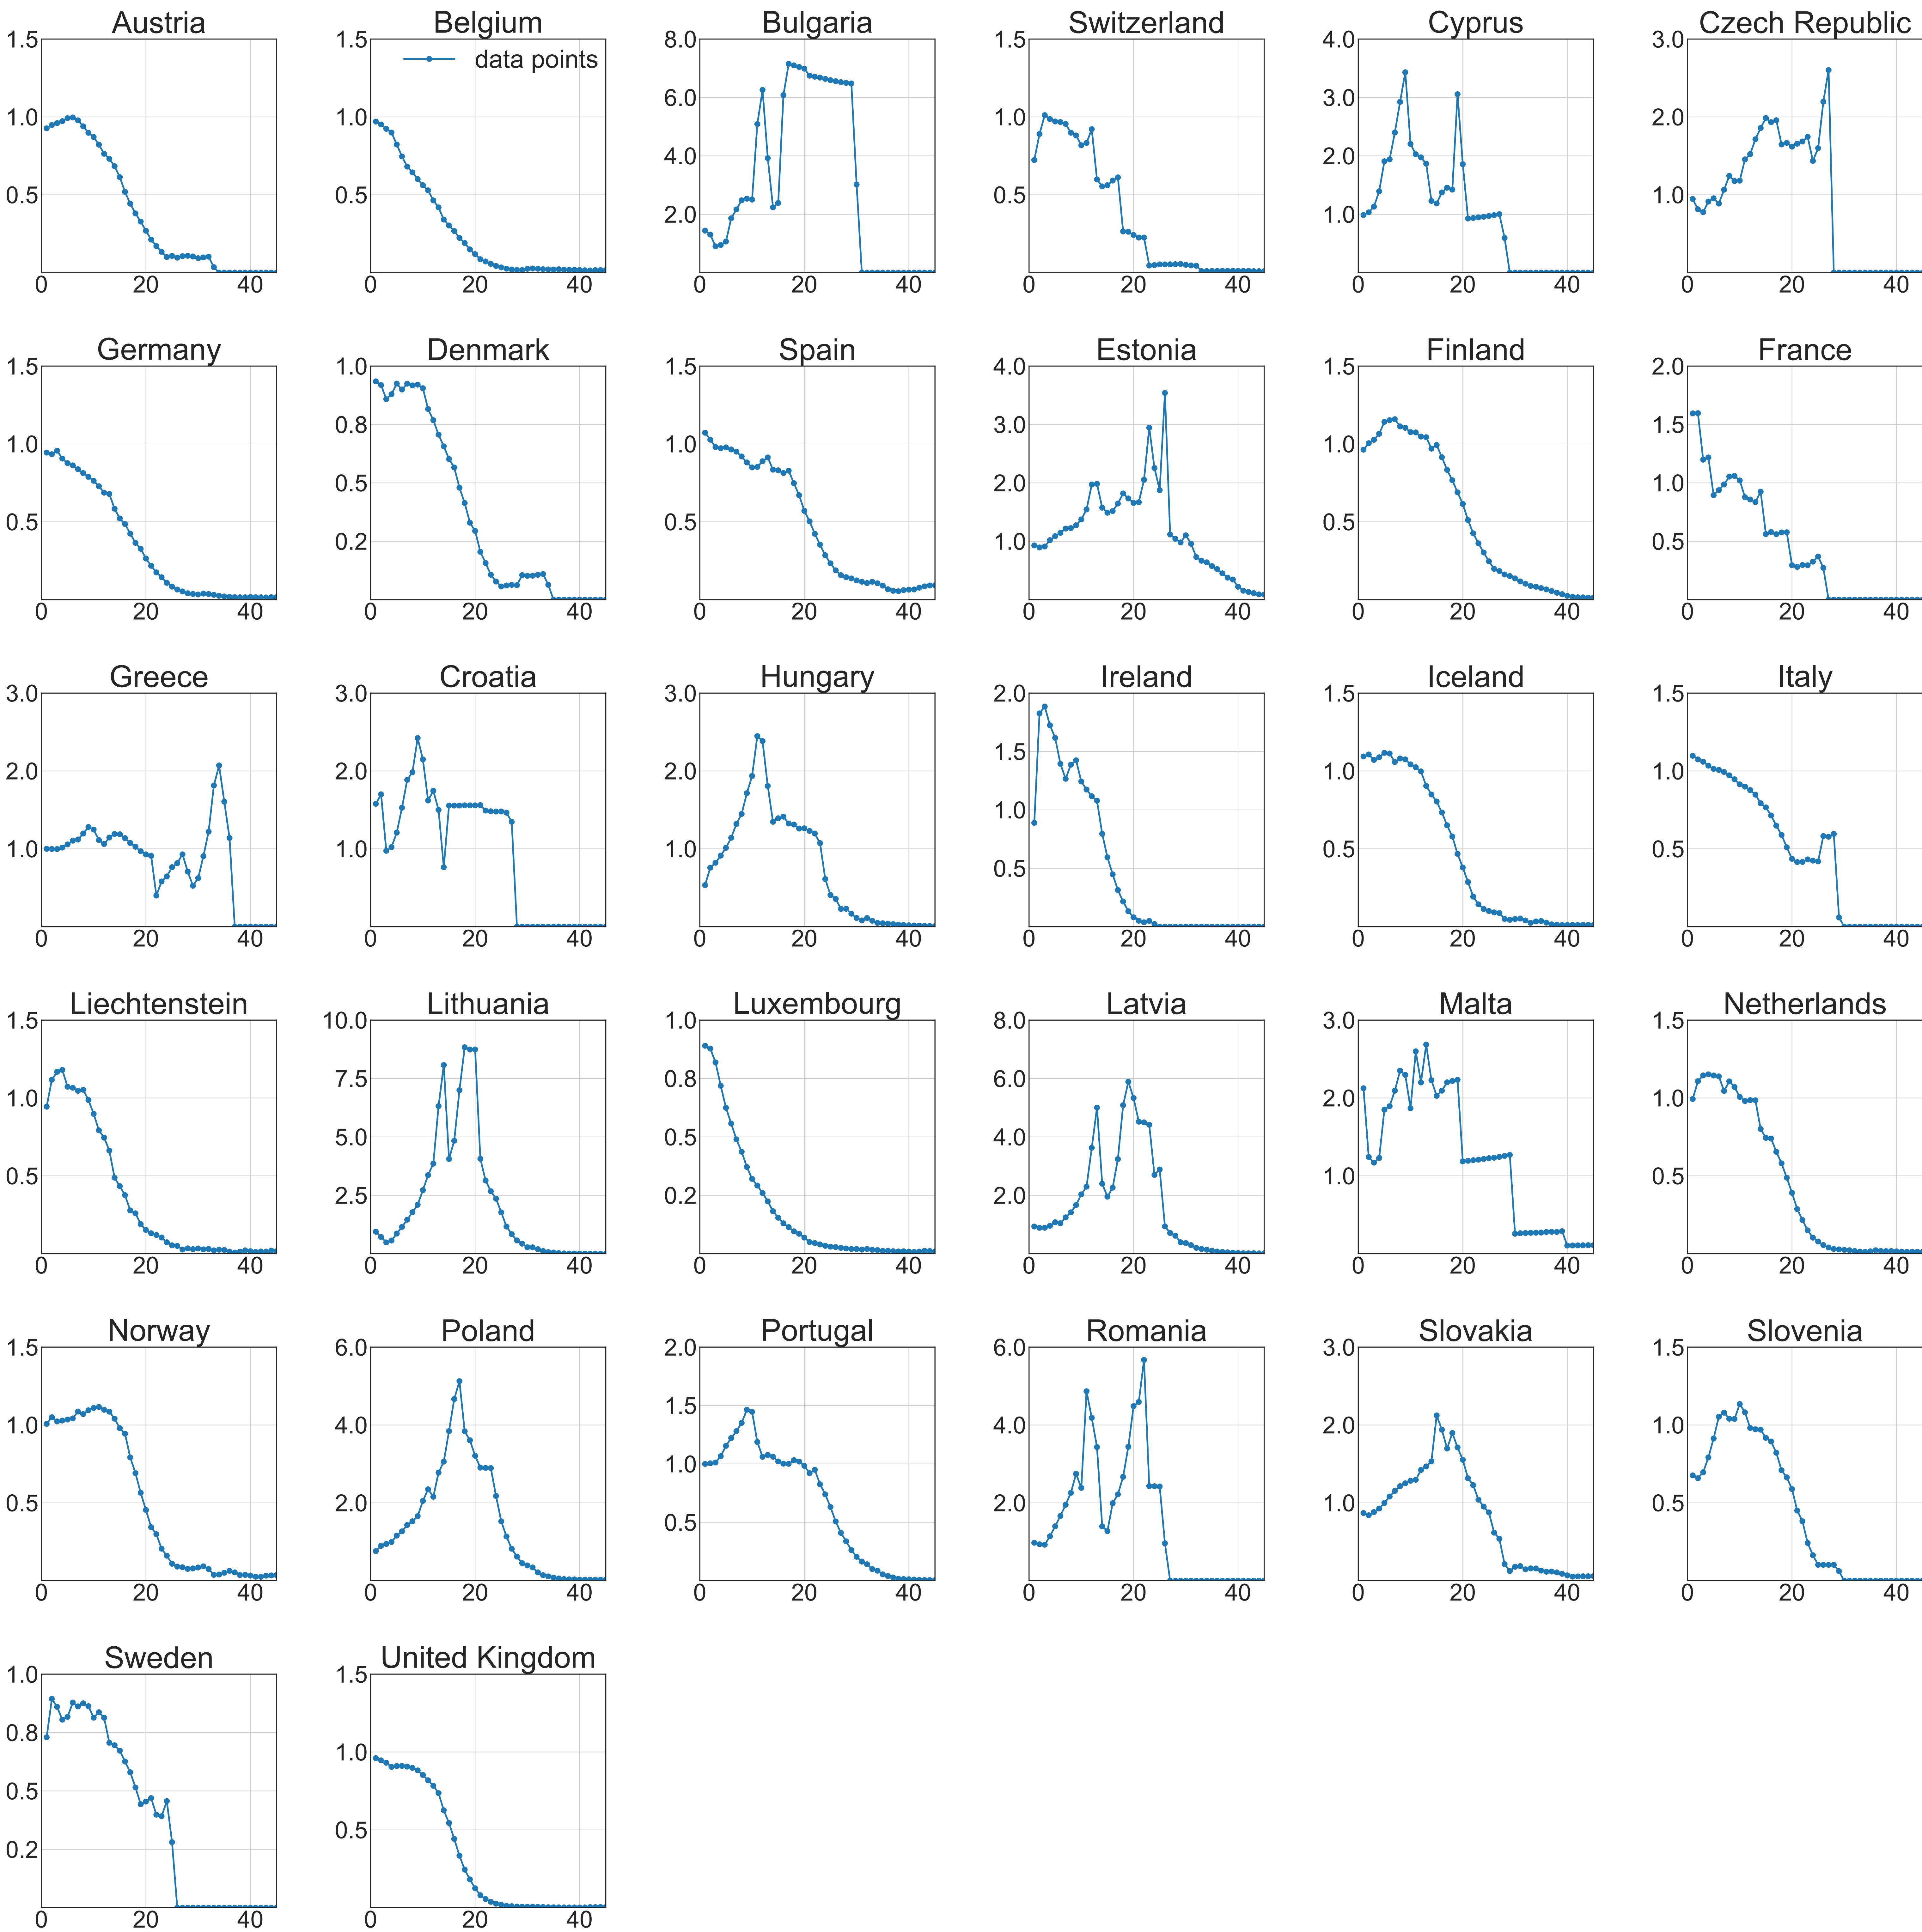 Austria Belgium Bulgaria Switzerland Cyprus Czech Republic
data points
1.5 1.5 8.0 1.5 4.0 3.0
6.0 3.0
1.0 1.0 4.0 1.0 2.0 2.0
0.5 0.5 2.0 0.5 1.0 1.0
0 20 40 0 20 40 0 20 40 0 20 40 0 20 40 0 20 40
Germany Denmark Spain Estonia Finland France
1.5 1.0 1.5 4.0 1.5 2.0
0.8 3.0 1.5
1.0 0.5 1.0 2.0 1.0 1.0
0.5 0.2 0.5 1.0 0.5 0.5
0 20 40 0 20 40 0 20 40 0 20 40 0 20 40 0 20 40
Greece Croatia Hungary Ireland Iceland Italy
3.0 3.0 3.0 2.0 1.5 1.5
1.5
2.0 2.0 2.0 1.0 1.0 1.0
1.0 1.0 1.0 0.5 0.5 0.5
0 20 40 0 20 40 0 20 40 0 20 40 0 20 40 0 20 40
Liechtenstein Lithuania Luxembourg Latvia Malta Netherlands
1.5 10.0 1.0 8.0 3.0 1.5
7.5 0.8 6.0
1.0 5.0 0.5 4.0 2.0 1.0
0.5 2.5 0.2 2.0 1.0 0.5
0 20 40 0 20 40 0 20 40 0 20 40 0 20 40 0 20 40
Norway Poland Portugal Romania Slovakia Slovenia
1.5 6.0 2.0 6.0 3.0 1.5
1.5
1.0 4.0 1.0 4.0 2.0 1.0
0.5 2.0 0.5 2.0 1.0 0.5
0 20 40 0 20 40 0 20 40 0 20 40 0 20 40 0 20 40
Sweden United Kingdom
1.0 1.5
0.8 1.0
0.5 0.5
0.2
0 20 40 0 20 40